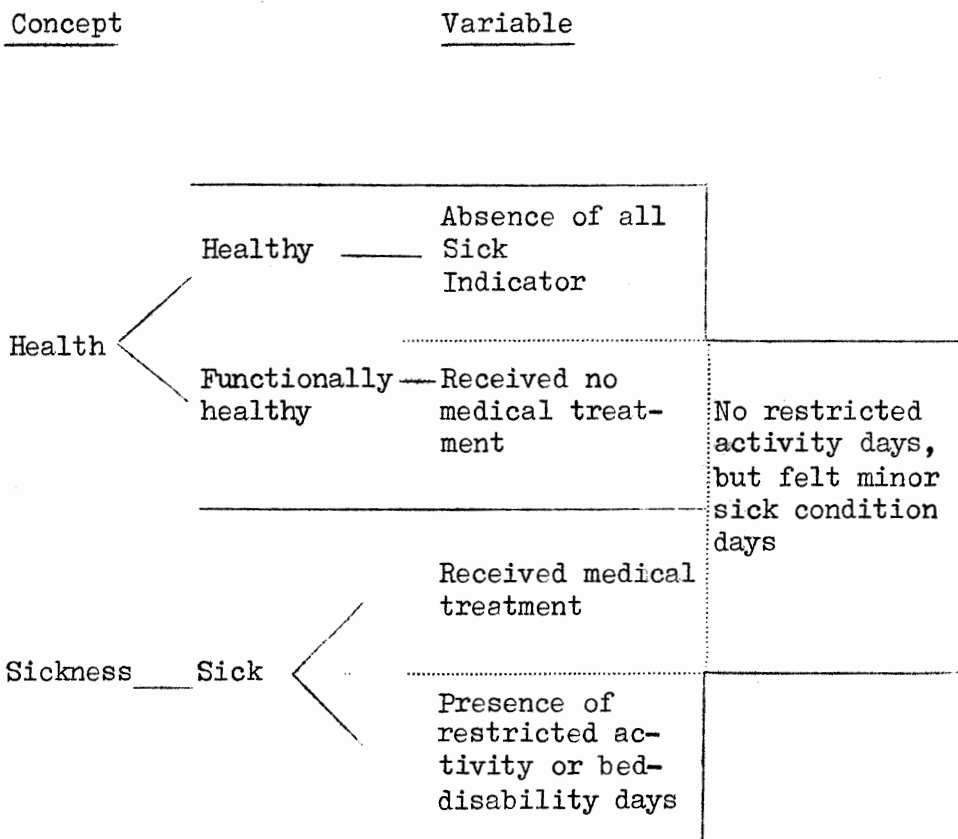 Concept Variable
Absence of all
Healthy Sick
Indicator
Health
Functionally Received no
healthy medical treat-
ment
No restricted
activity days,
but felt minor
sick condition
days
Received medical
treatment
Sickness Sick
Presence of
restricted ac-
tivity or bed-
disability days